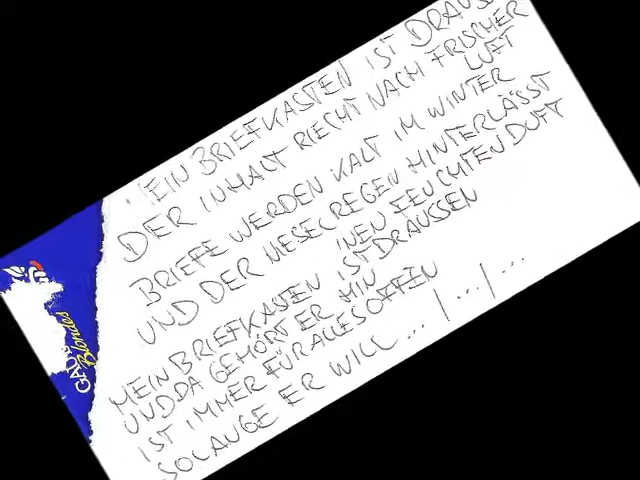 MEIN BRIEFKASTEN IST DRAUS
DER INHALT RIECHT NACH FRISCHER
LUFT
BRIEFE WERDEN KALT IM WINTER
UND DER NIESELREGEN HINTERLÄSST
INEN FEUCHTEN DUFT
MEIN BRIEFKASTEN IST DRAUSSEN
UND DA GEHÖRT ER HIN
IST IMMER FÜR ALLES OFFEN
SOLANGE ER WILL ... / ... / ...
Blondes